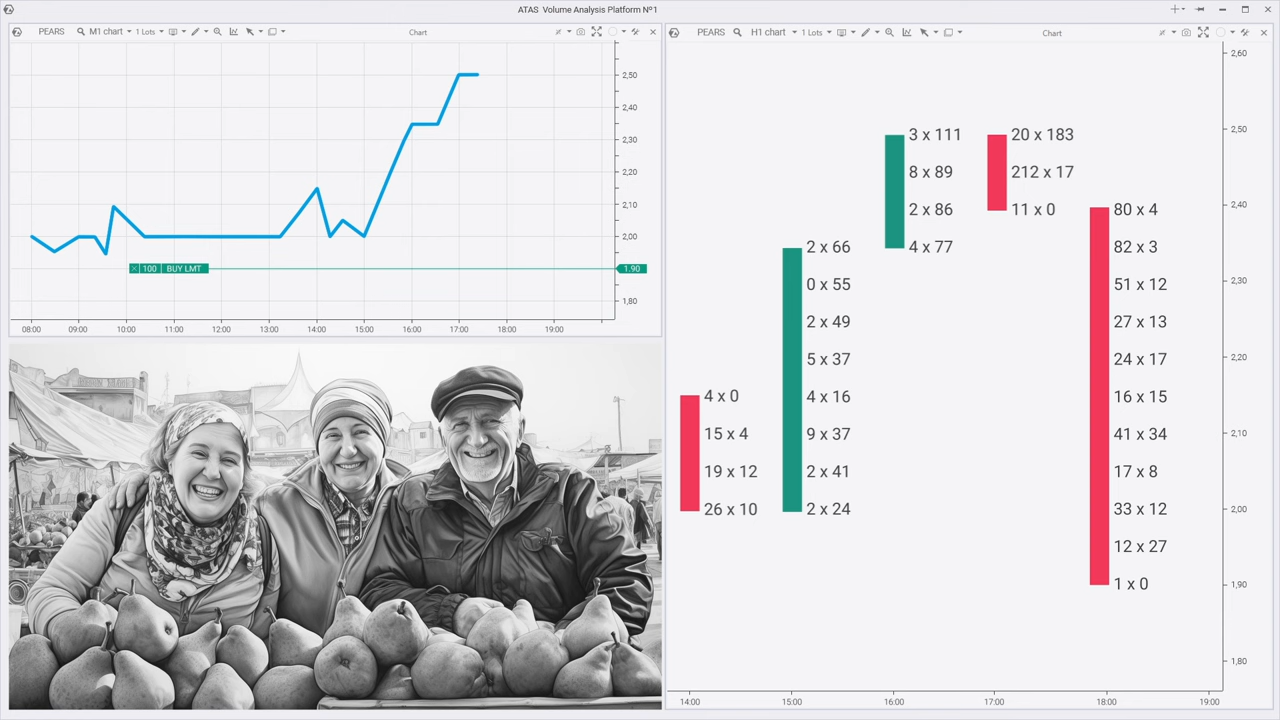 ATAS Volume Analysis Platform Nº1
PEARS M1 chart 1 Lots Chart
2,50
2,40
2,30
2,20
2,10
2,00
100 BUY LMT 1.90
1,80
08:00 09:00 10:00 11:00 12:00 13:00 14:00 15:00 16:00 17:00 18:00 19:00
PEARS H1 chart 1 Lots Chart
2,60
2,50
2,40
2,30
2,20
2,10
2,00
1,90
1,80
4 x 0
15 x 4
19 x 12
26 x 10
2 x 66
0 x 55
2 x 49
5 x 37
4 x 16
9 x 37
2 x 41
2 x 24
3 x 111
8 x 89
2 x 86
4 x 77
20 x 183
212 x 17
11 x 0
80 x 4
82 x 3
51 x 12
27 x 13
24 x 17
16 x 15
41 x 34
17 x 8
33 x 12
12 x 27
1 x 0
14:00 15:00 16:00 17:00 18:00 19:00